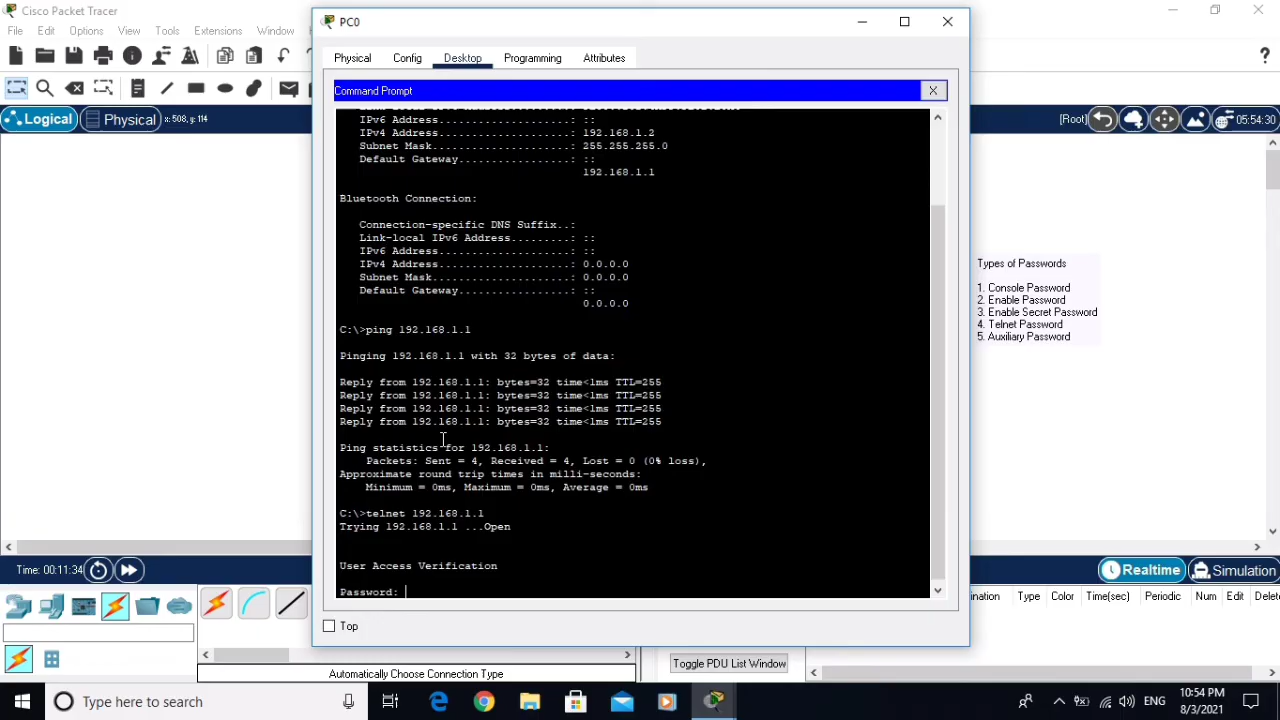 Cisco Packet Tracer
File Edit Options View Tools Extensions Window
Logical Physical x: 508, y: 114
[Root] 05:54:30
PC0
Physical Config Desktop Programming Attributes
Command Prompt
IPv6 Address......................: ::
IPv4 Address......................: 192.168.1.2
Subnet Mask.......................: 255.255.255.0
Default Gateway...................: ::
192.168.1.1
Bluetooth Connection:
Connection-specific DNS Suffix..:
Link-local IPv6 Address.........: ::
IPv6 Address......................: ::
IPv4 Address......................: 0.0.0.0
Subnet Mask.......................: 0.0.0.0
Default Gateway...................: ::
0.0.0.0
C:\>ping 192.168.1.1
Pinging 192.168.1.1 with 32 bytes of data:
Reply from 192.168.1.1: bytes=32 time<1ms TTL=255
Reply from 192.168.1.1: bytes=32 time<1ms TTL=255
Reply from 192.168.1.1: bytes=32 time<1ms TTL=255
Reply from 192.168.1.1: bytes=32 time<1ms TTL=255
Ping statistics for 192.168.1.1:
Packets: Sent = 4, Received = 4, Lost = 0 (0% loss),
Approximate round trip times in milli-seconds:
Minimum = 0ms, Maximum = 0ms, Average = 0ms
C:\>telnet 192.168.1.1
Trying 192.168.1.1 ...Open
User Access Verification
Password:
Top
Types of Passwords
1. Console Password
2. Enable Password
3. Enable Secret Password
4. Telnet Password
5. Auxiliary Password
Time: 00:11:34
Realtime Simulation
ination Type Color Time(sec) Periodic Num Edit Delete
Automatically Choose Connection Type
Toggle PDU List Window
Type here to search
ENG
10:54 PM
8/3/2021